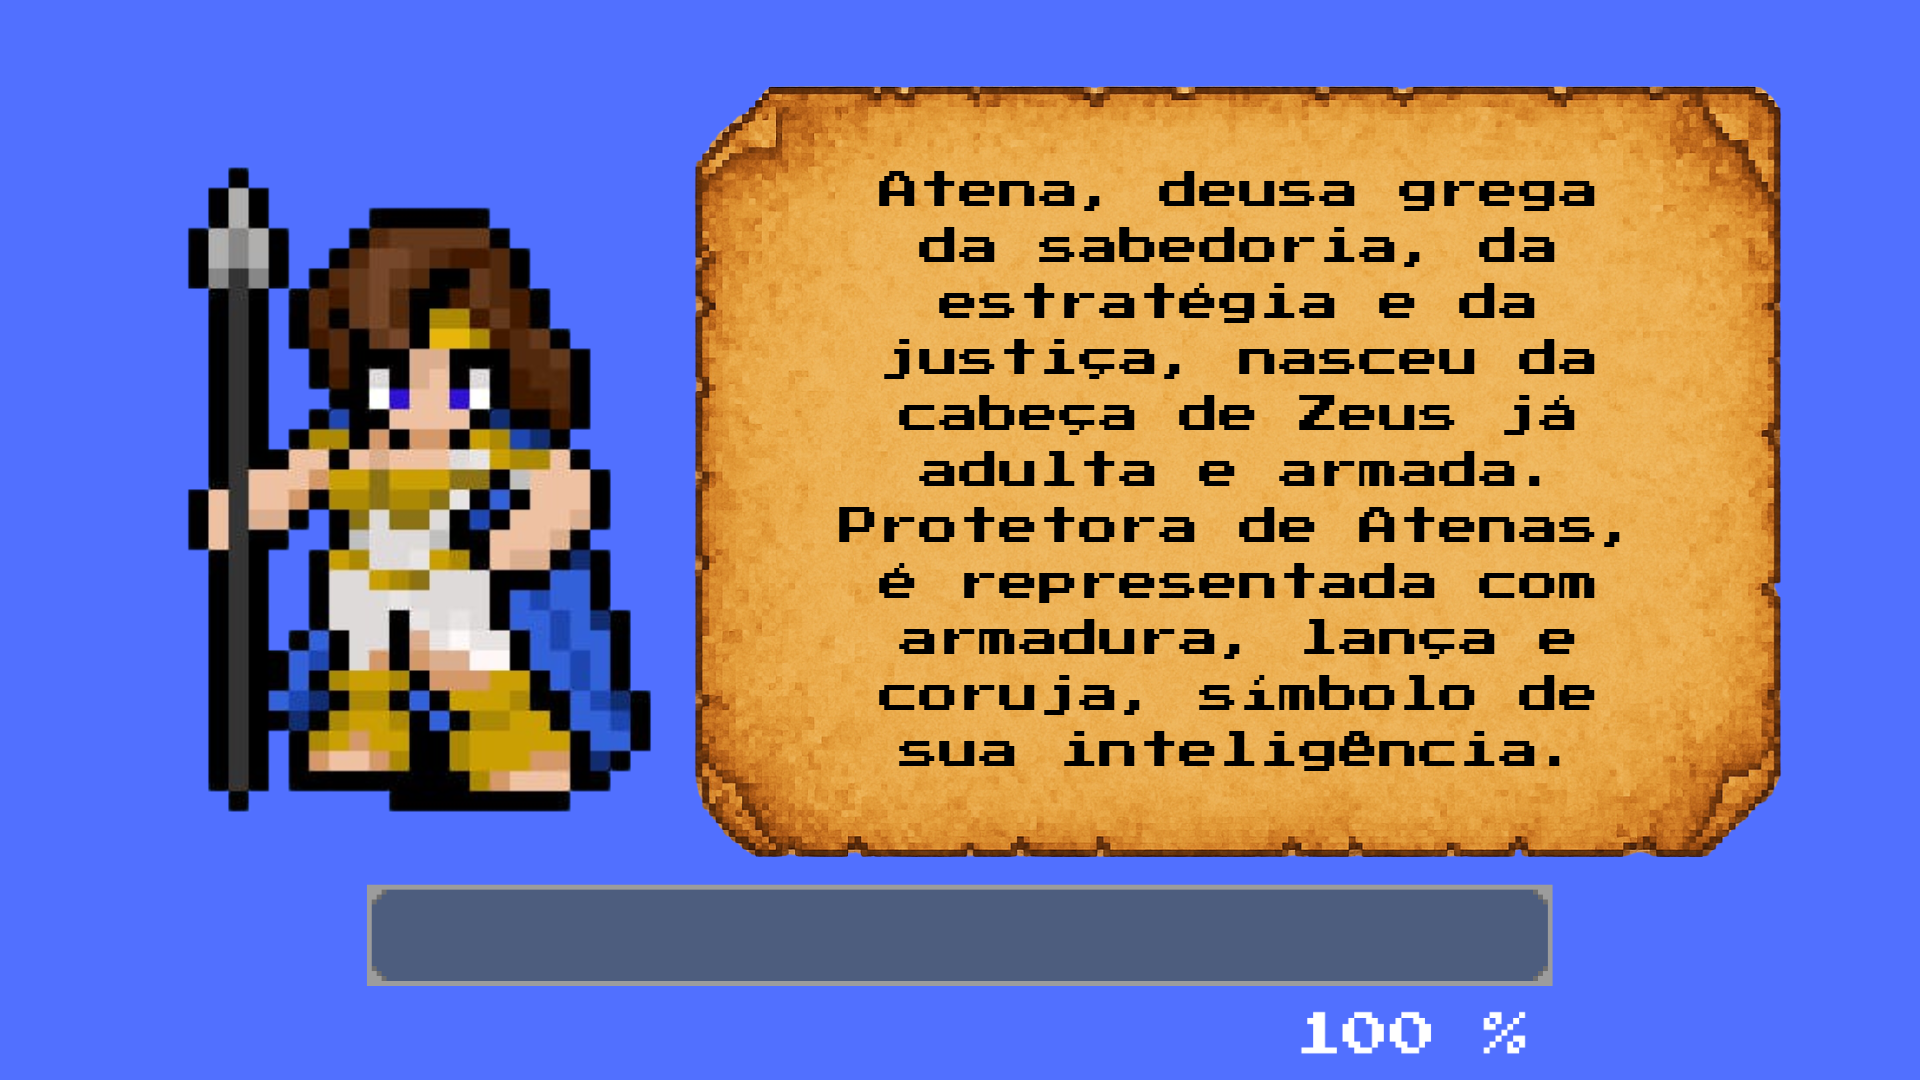 Atena, deusa grega
da sabedoria, da
estratégia e da
justiça, nasceu da
cabeça de Zeus já
adulta e armada.
Protetora de Atenas,
é representada com
armadura, lança e
coruja, símbolo de
sua inteligência.
100 %